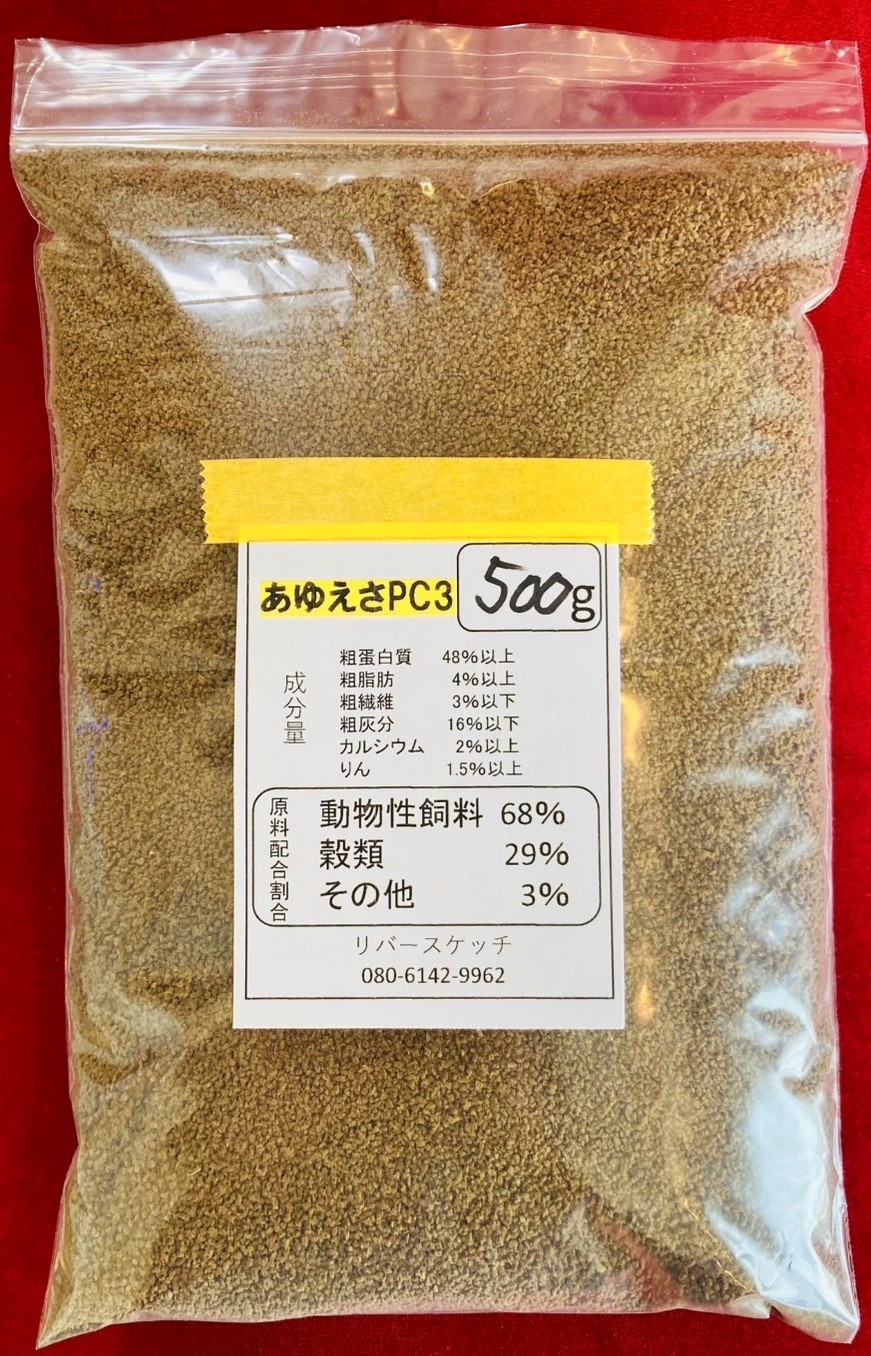 あゆえさPC3 500g
成分量
粗蛋白質 48%以上
粗脂肪 4%以上
粗繊維 3%以下
粗灰分 16%以下
カルシウム 2%以上
りん 1.5%以上
原料配合割合
動物性飼料 68%
穀類 29%
その他 3%
リバースケッチ
080-6142-9962